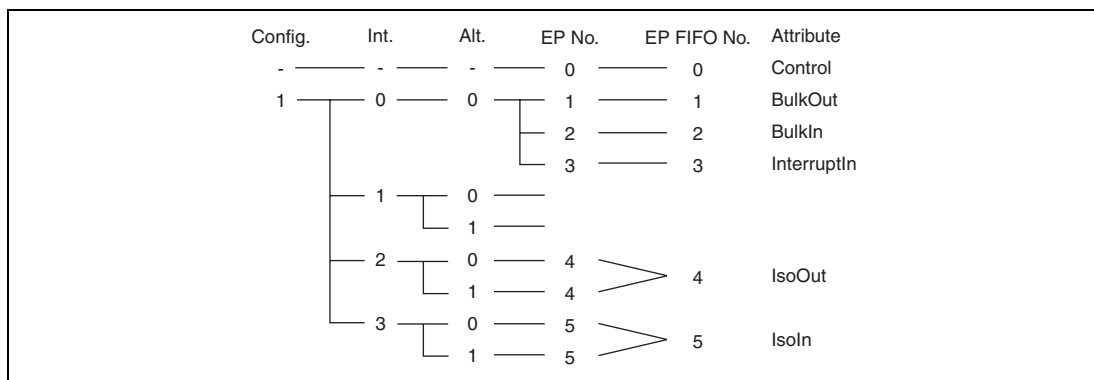 Config. Int. Alt. EP No. EP FIFO No. Attribute
- - - 0 0 Control
1 0 0 1 1 BulkOut
2 2 BulkIn
3 3 InterruptIn
1 0
1
2 0 4
4 IsoOut
1 4
3 0 5
5 IsoIn
1 5